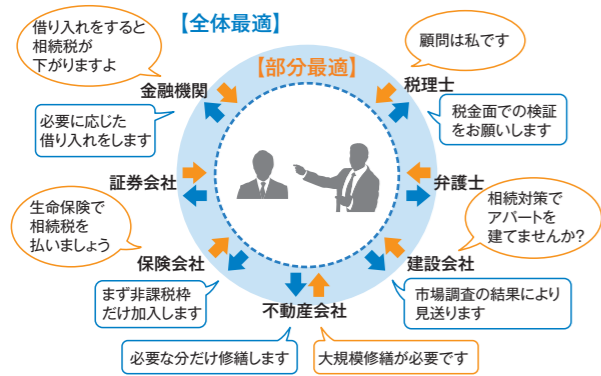 【全体最適】
【部分最適】
借り入れをすると
相続税が
下がりますよ
金融機関
必要に応じた
借り入れをします
顧問は私です
税理士
税金面での検証
をお願いします
証券会社
弁護士
生命保険で
相続税を
払いましょう
保険会社
まず非課税枠
だけ加入します
相続対策で
アパートを
建てませんか?
建設会社
市場調査の結果により
見送ります
不動産会社
必要な分だけ修繕します
大規模修繕が必要です